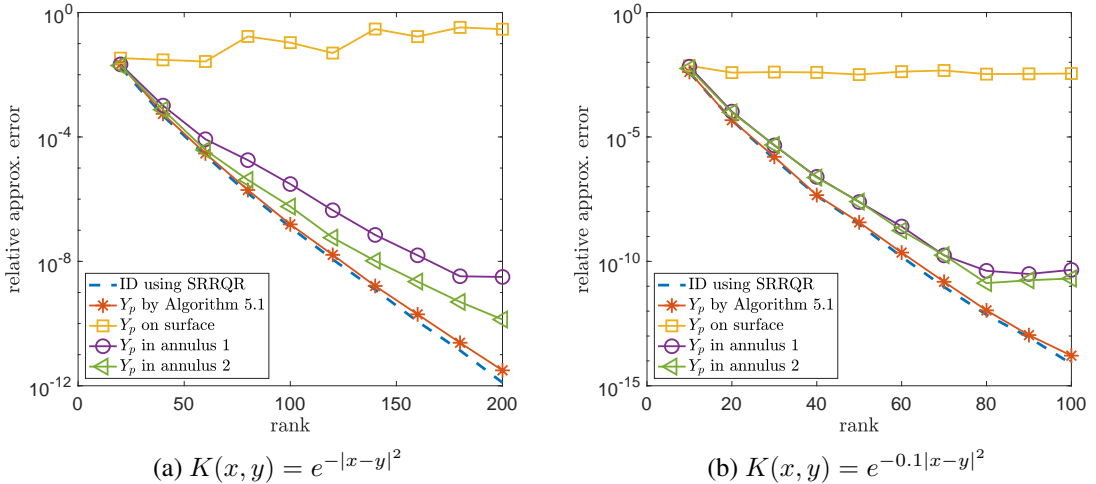 10^0
10^-4
10^-8
10^-12
relative approx. error
0 50 100 150 200
rank
ID using SRRQR
Y_p by Algorithm 5.1
Y_p on surface
Y_p in annulus 1
Y_p in annulus 2
(a) K(x, y) = e^{-|x-y|^2}
10^0
10^-5
10^-10
10^-15
relative approx. error
0 20 40 60 80 100
rank
ID using SRRQR
Y_p by Algorithm 5.1
Y_p on surface
Y_p in annulus 1
Y_p in annulus 2
(b) K(x, y) = e^{-0.1|x-y|^2}